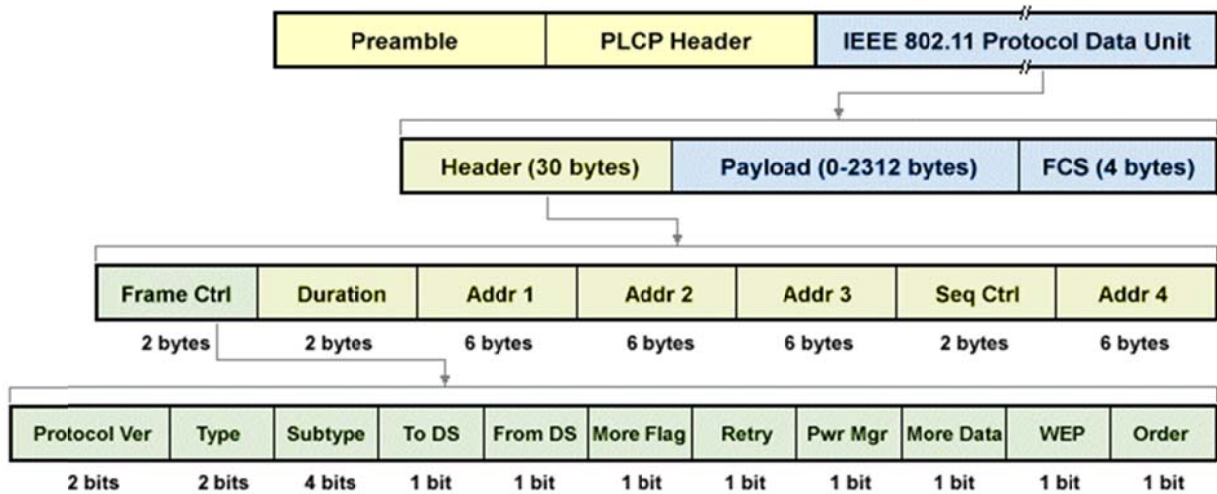 Preamble PLCP Header IEEE 802.11 Protocol Data Unit
Header (30 bytes) Payload (0-2312 bytes) FCS (4 bytes)
Frame Ctrl Duration Addr 1 Addr 2 Addr 3 Seq Ctrl Addr 4
2 bytes 2 bytes 6 bytes 6 bytes 6 bytes 2 bytes 6 bytes
Protocol Ver Type Subtype To DS From DS More Flag Retry Pwr Mgr More Data WEP Order
2 bits 2 bits 4 bits 1 bit 1 bit 1 bit 1 bit 1 bit 1 bit 1 bit 1 bit